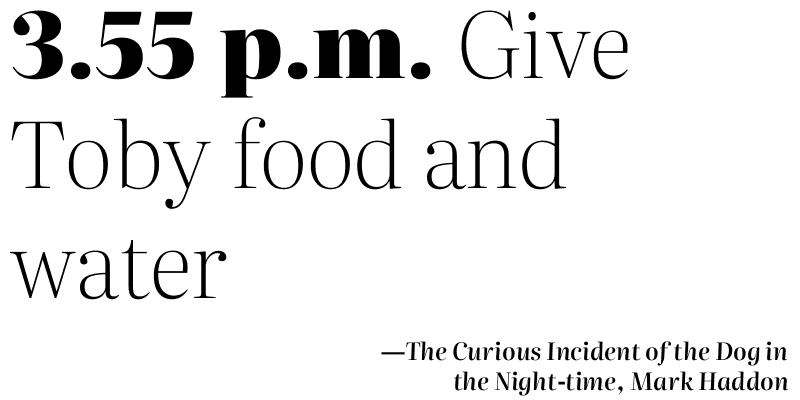 3.55 p.m. Give
Toby food and
water
—The Curious Incident of the Dog in
the Night-time, Mark Haddon